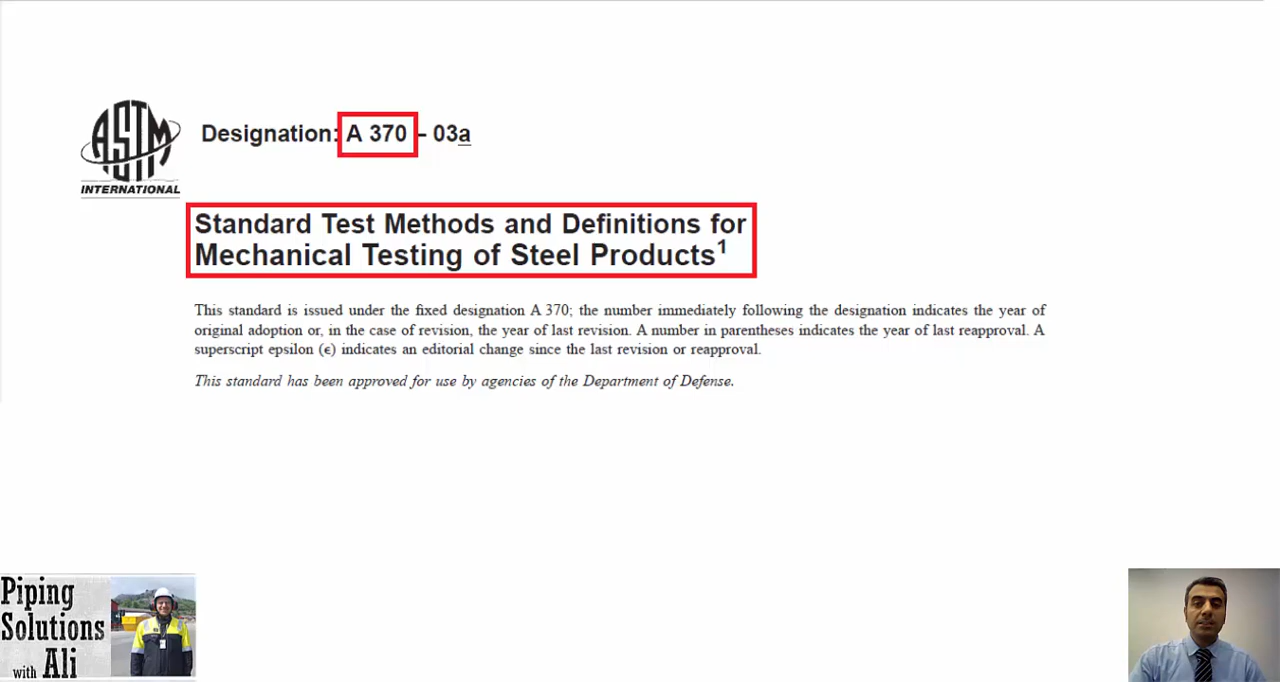 ASTM
INTERNATIONAL
Designation: A 370 – 03a
Standard Test Methods and Definitions for
Mechanical Testing of Steel Products1
This standard is issued under the fixed designation A 370; the number immediately following the designation indicates the year of
original adoption or, in the case of revision, the year of last revision. A number in parentheses indicates the year of last reapproval. A
superscript epsilon (ϵ) indicates an editorial change since the last revision or reapproval.
This standard has been approved for use by agencies of the Department of Defense.
Piping
Solutions
with Ali